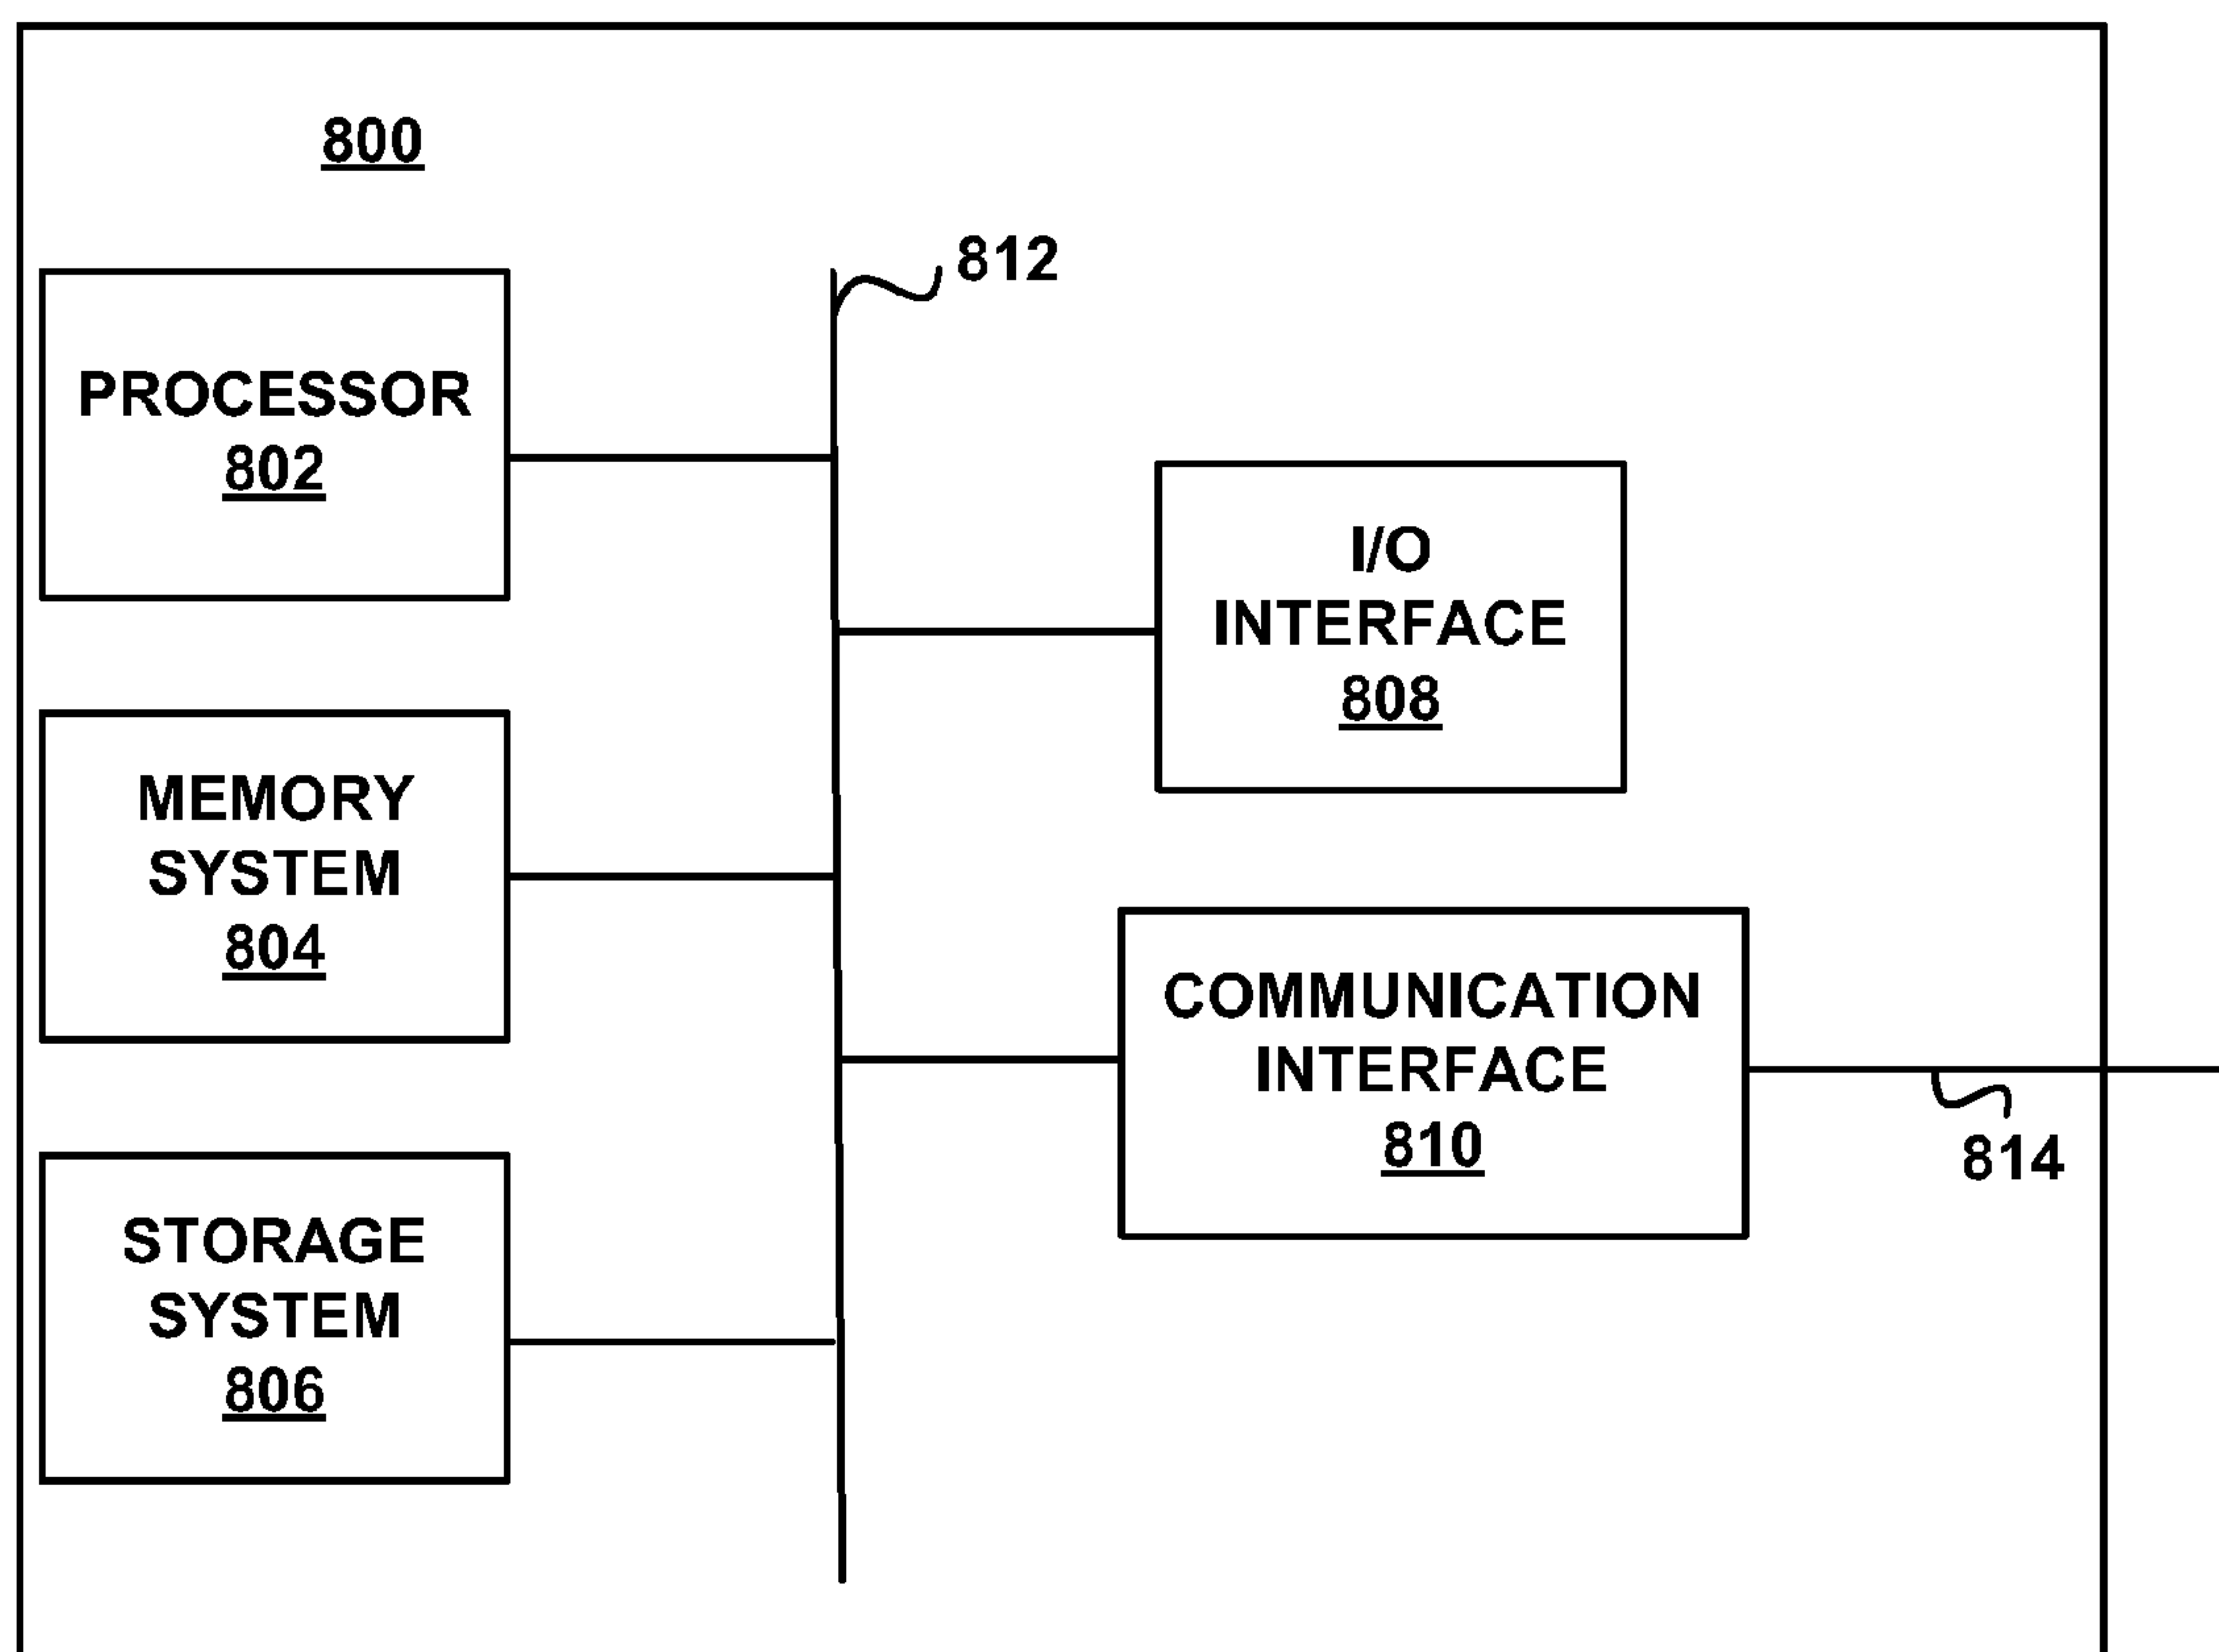 800
812
PROCESSOR
802
I/O
INTERFACE
808
MEMORY
SYSTEM
804
COMMUNICATION
INTERFACE
810
814
STORAGE
SYSTEM
806